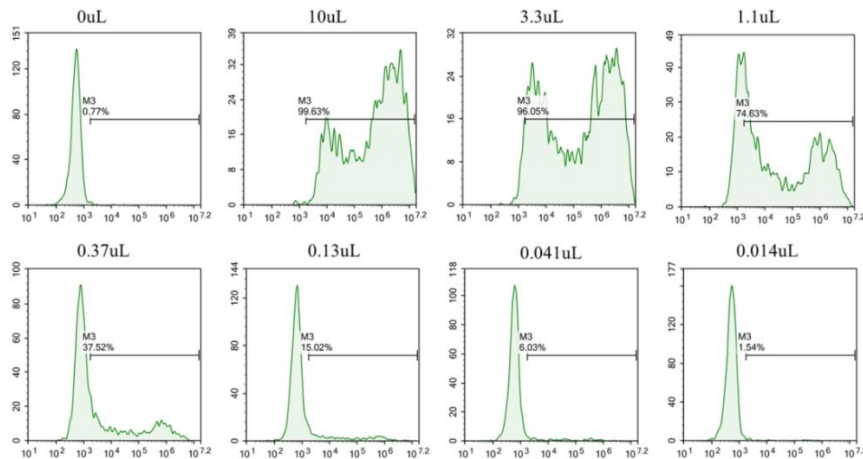 0uL
151
120
80
40
0
M3
0.77%
10¹ 10² 10³ 10⁴ 10⁵ 10⁶ 10⁷·²
10uL
39
32
24
16
8
0
M3
99.63%
10¹ 10² 10³ 10⁴ 10⁵ 10⁶ 10⁷·²
3.3uL
32
24
16
8
0
M3
96.05%
10¹ 10² 10³ 10⁴ 10⁵ 10⁶ 10⁷·²
1.1uL
49
40
30
20
10
0
M3
74.63%
10¹ 10² 10³ 10⁴ 10⁵ 10⁶ 10⁷·²
0.37uL
100
80
60
40
20
0
M3
37.52%
10¹ 10² 10³ 10⁴ 10⁵ 10⁶ 10⁷·²
0.13uL
144
120
80
40
0
M3
15.02%
10¹ 10² 10³ 10⁴ 10⁵ 10⁶ 10⁷·²
0.041uL
118
100
80
60
40
20
0
M3
6.03%
10¹ 10² 10³ 10⁴ 10⁵ 10⁶ 10⁷·²
0.014uL
177
150
100
50
0
M3
1.54%
10¹ 10² 10³ 10⁴ 10⁵ 10⁶ 10⁷·²